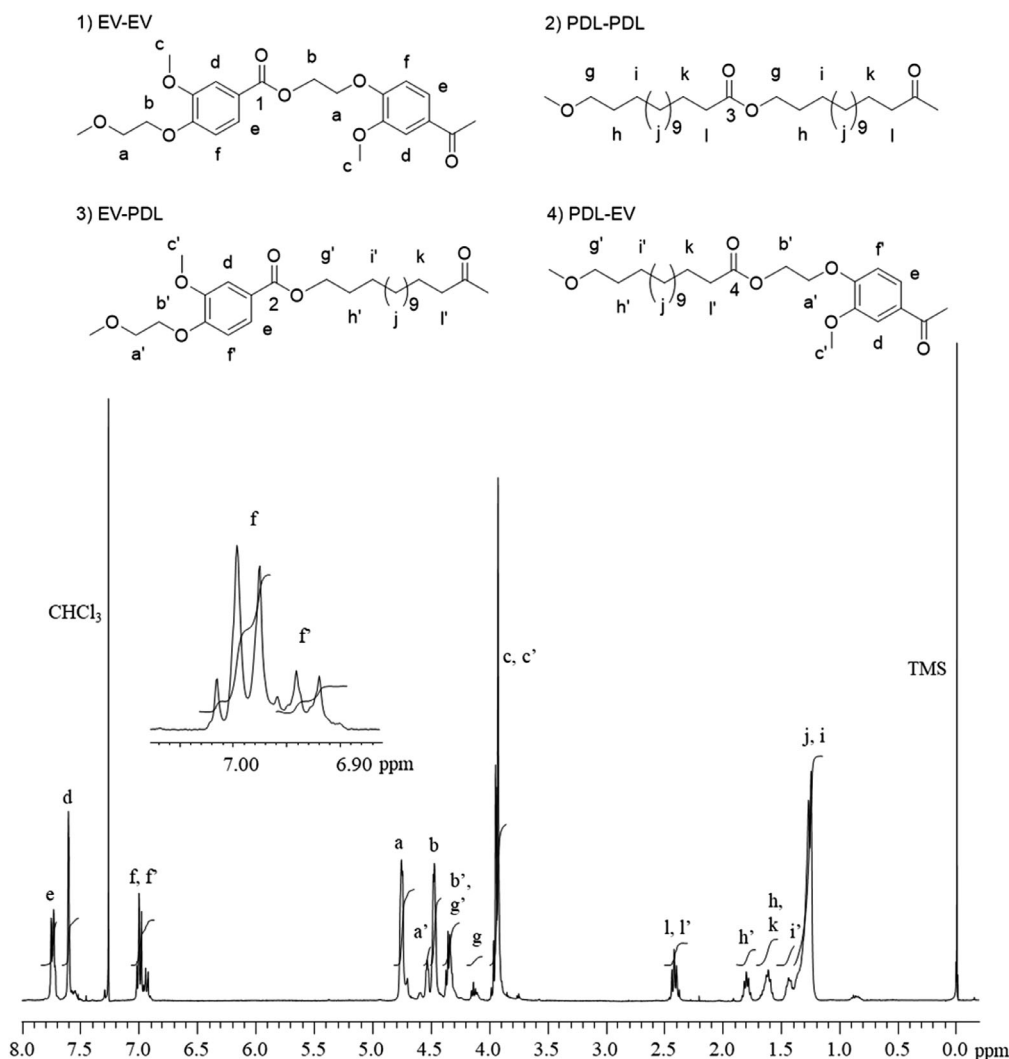 1) EV-EV
c
d
O
b
f
b
O
1
O
O
e
O
O
e
a
O
a
f
c
O
d
O
2) PDL-PDL
g
i
k
O
g
i
k
O
O
h
( j ) 9
l
3
O
h
( j ) 9
l
3) EV-PDL
c'
d
O
g'
i'
k
O
O
b'
2
O
( ) 9
O
O
e
h'
j
l'
a'
f'
4) PDL-EV
g'
i'
k
O
b'
f'
O
e
O
( ) 9
4
O
a'
h'
j
l'
O
c'
d
O
f
CHCl3
f'
7.00
6.90 ppm
c, c'
TMS
j, i
d
a
b
e
f, f'
a'
b',
g'
g
l, l'
h'
h,
k
i'
8.0 7.5 7.0 6.5 6.0 5.5 5.0 4.5 4.0 3.5 3.0 2.5 2.0 1.5 1.0 0.5 0.0 ppm